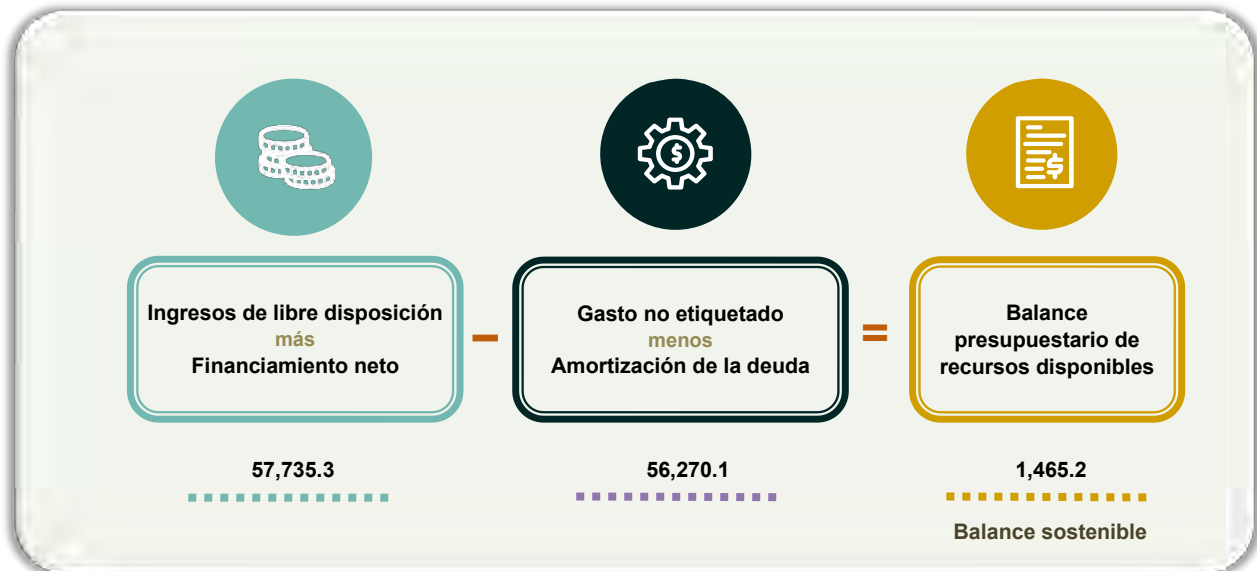 Ingresos de libre disposición
más
Financiamiento neto
–
Gasto no etiquetado
menos
Amortización de la deuda
=
Balance
presupuestario de
recursos disponibles
57,735.3
56,270.1
1,465.2
Balance sostenible